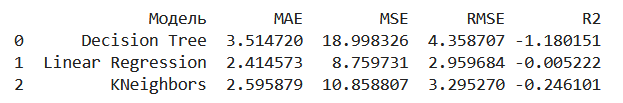 Модель MAE MSE RMSE R2
0 Decision Tree 3.514720 18.998326 4.358707 -1.180151
1 Linear Regression 2.414573 8.759731 2.959684 -0.005222
2 KNeighbors 2.595879 10.858807 3.295270 -0.246101